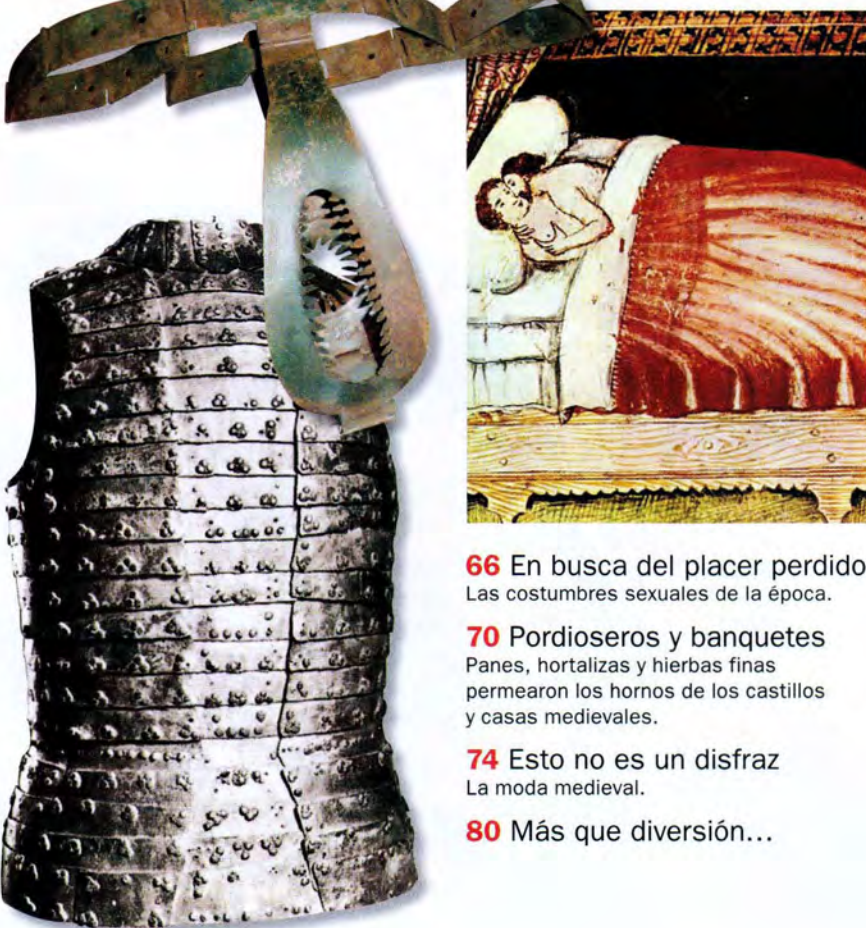 66 En busca del placer perdido
Las costumbres sexuales de la época.
70 Pordioseros y banquetes
Panes, hortalizas y hierbas finas
permearon los hornos de los castillos
y casas medievales.
74 Esto no es un disfraz
La moda medieval.
80 Más que diversión...